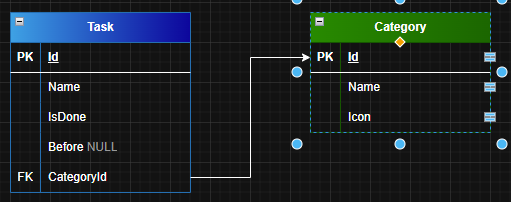 Task
PK Id
Name
IsDone
Before NULL
FK CategoryId
Category
PK Id
Name
Icon